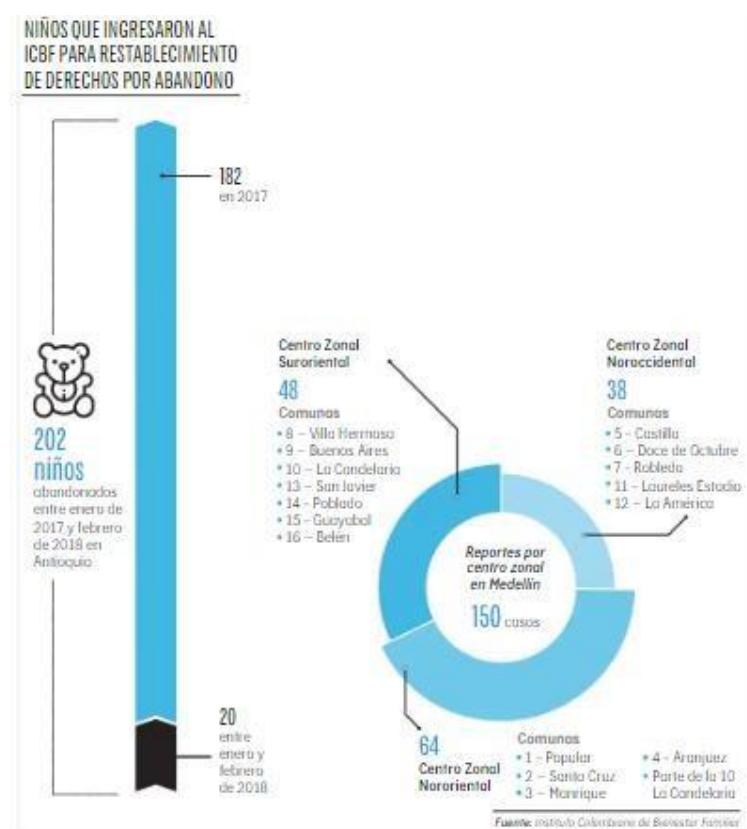 NIÑOS QUE INGRESARON AL
ICBF PARA RESTABLECIMIENTO
DE DERECHOS POR ABANDONO
182
en 2017
202
niños
abandonados
entre enero de
2017 y febrero
de 2018 en
Antioquia
20
entre
enero y
febrero
de 2018
Centro Zonal
Suroriental
48
Comunas
• 8 – Villa Hermosa
• 9 – Buenos Aires
• 10 – La Candelaria
• 13 – San Javier
• 14 - Poblado
• 15 - Guayabal
• 16 – Belén
Centro Zonal
Noroccidental
38
Comunas
• 5 - Castilla
• 6 – Doce de Octubre
• 7 - Robledo
• 11 – Laureles Estadio
• 12 – La América
Reportes por
centro zonal
en Medellín
150 casos
64
Centro Zonal
Nororiental
Comunas
• 1 - Popular
• 2 – Santa Cruz
• 3 – Manrique
• 4 - Aranjuez
• Parte de la 10
La Candelaria
Fuente: Instituto Colombiano de Bienestar Familiar